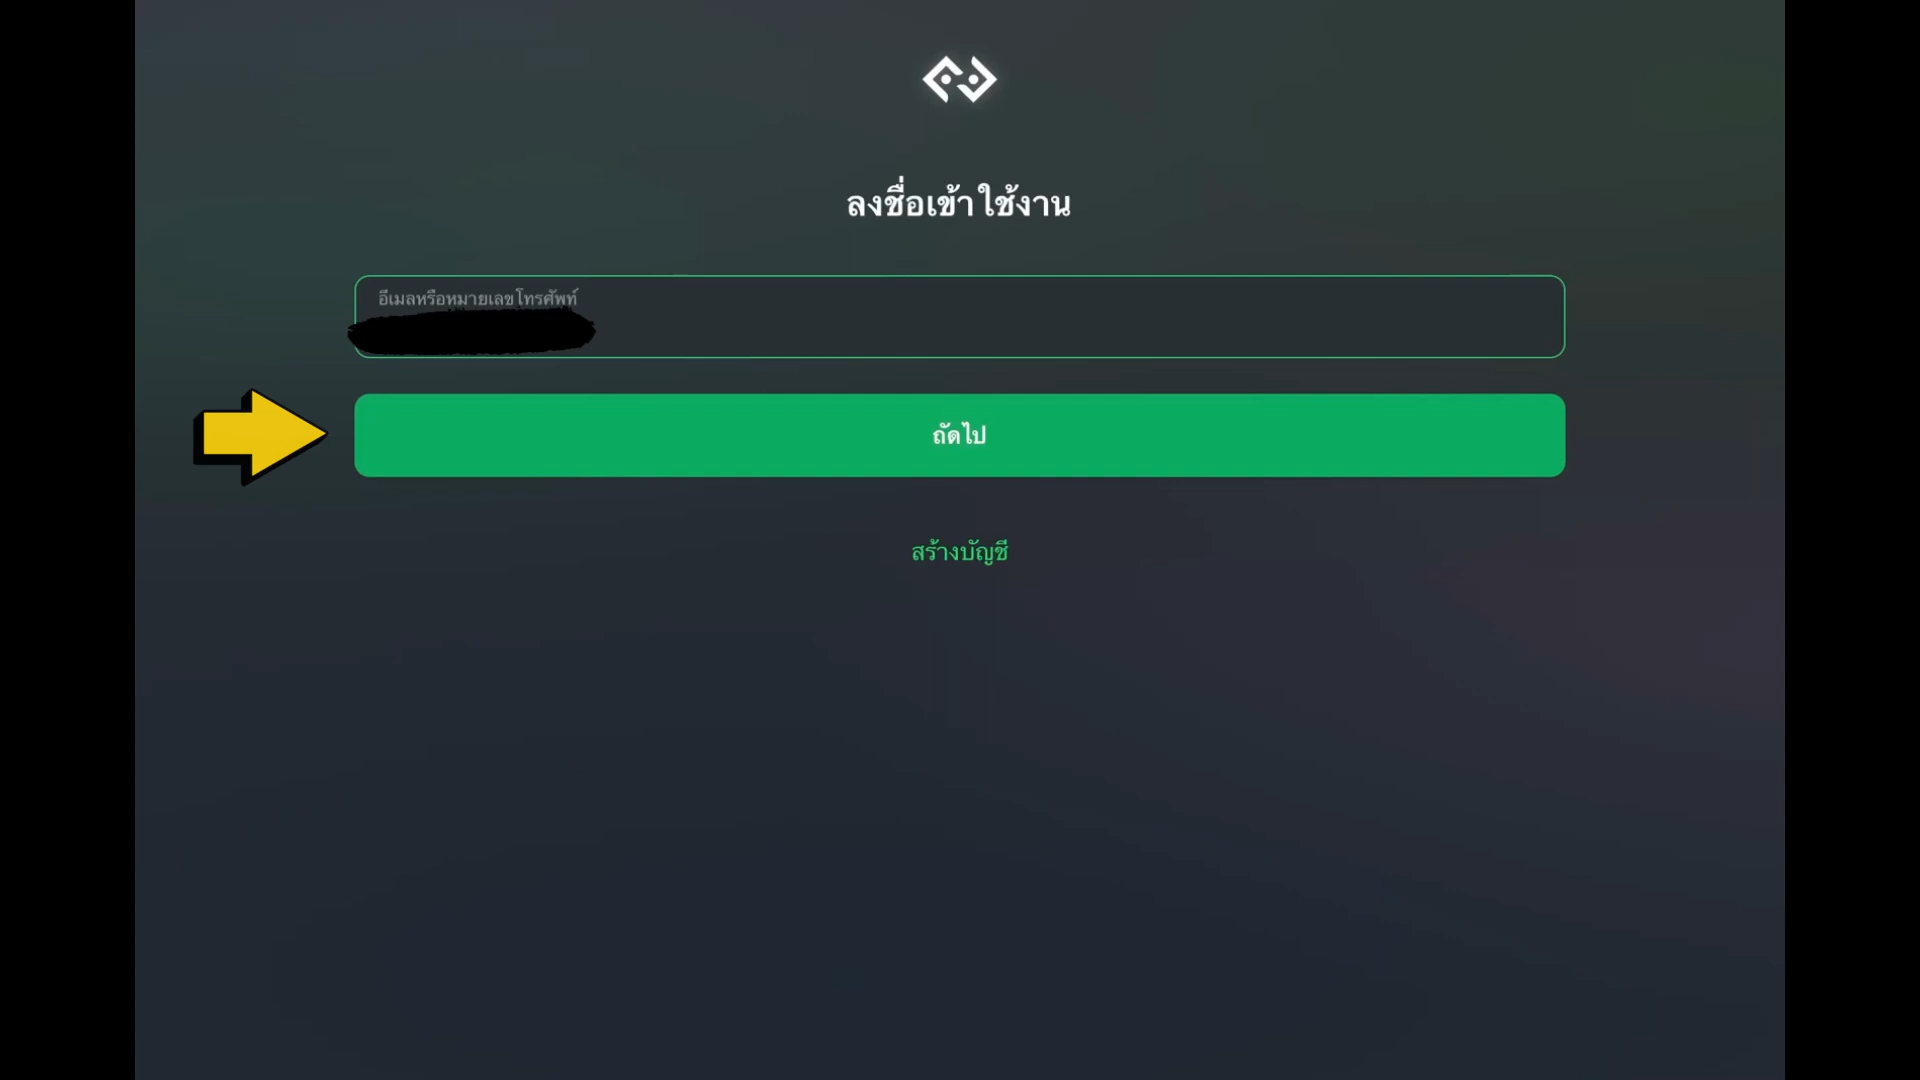 ลงชื่อเข้าใช้งาน
อีเมลหรือหมายเลขโทรศัพท์
ถัดไป
สร้างบัญชี